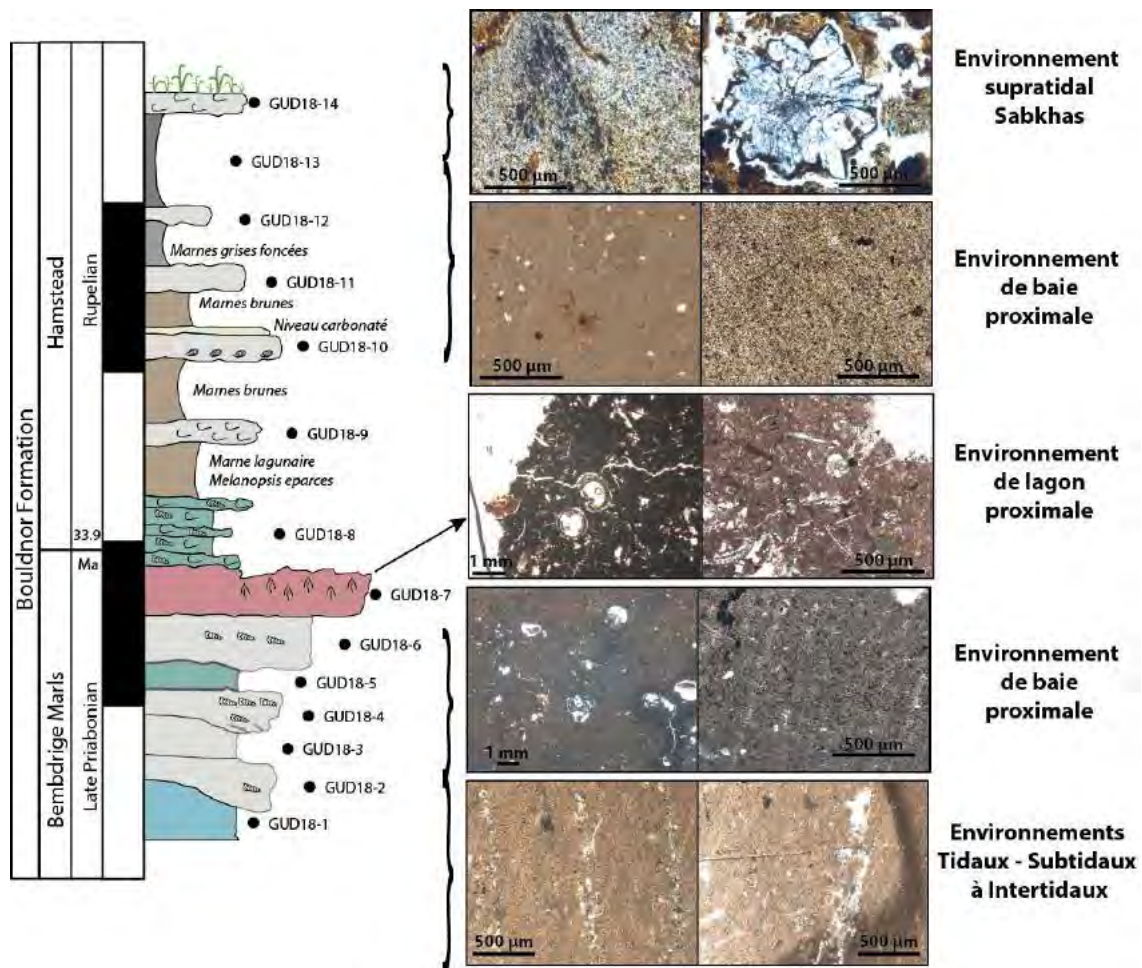 Bouldnor Formation
Hamstead
Bembdrige Marls
Rupelian
Late Priabonian
33.9
Ma
GUD18-14
GUD18-13
GUD18-12
Marnes grises foncées
GUD18-11
Marnes brunes
Niveau carbonaté
GUD18-10
Marnes brunes
GUD18-9
Marne lagunaire
Melanopsis eparces
GUD18-8
GUD18-7
GUD18-6
GUD18-5
GUD18-4
GUD18-3
GUD18-2
GUD18-1
500 µm
500 µm
Environnement
supratidal
Sabkhas
500 µm
500 µm
Environnement
de baie
proximale
1 mm
500 µm
Environnement
de lagon
proximale
1 mm
500 µm
Environnement
de baie
proximale
500 µm
500 µm
Environnements
Tidaux - Subtidaux
à Intertidaux